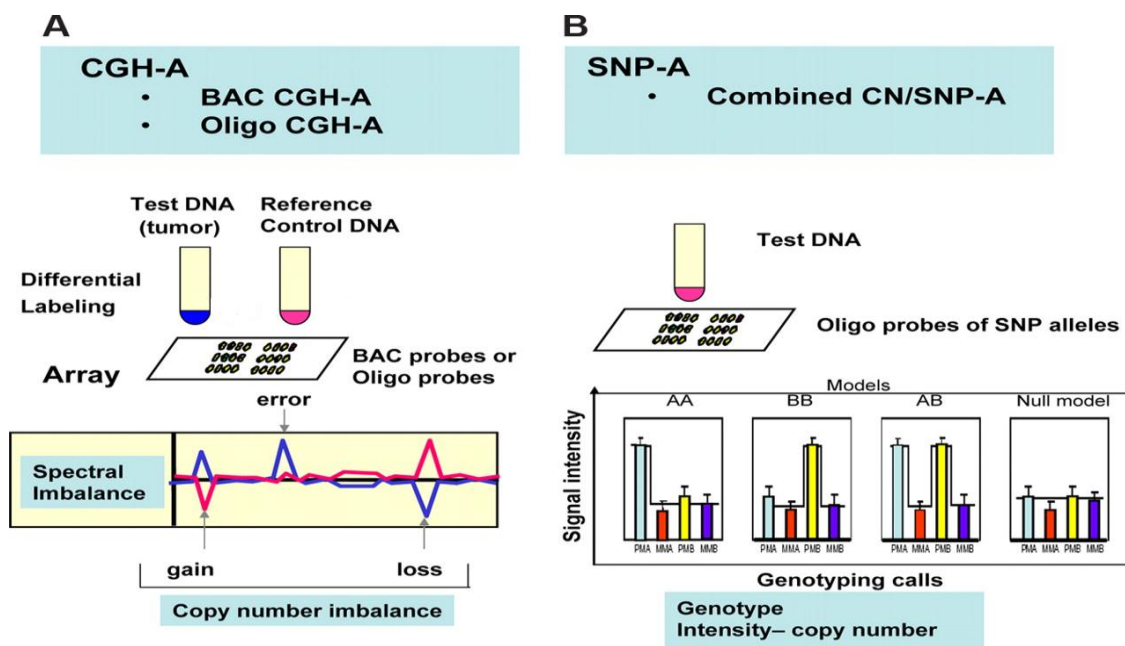 A
CGH-A
• BAC CGH-A
• Oligo CGH-A
Test DNA
(tumor)
Reference
Control DNA
Differential
Labeling
Array
BAC probes or
Oligo probes
error
Spectral
Imbalance
gain
loss
Copy number imbalance
B
SNP-A
• Combined CN/SNP-A
Test DNA
Oligo probes of SNP alleles
Models
AA
BB
AB
Null model
Signal intensity
PMA MMA PMB MMB
PMA MMA PMB MMB
PMA MMA PMB MMB
PMA MMA PMB MMB
Genotyping calls
Genotype
Intensity– copy number